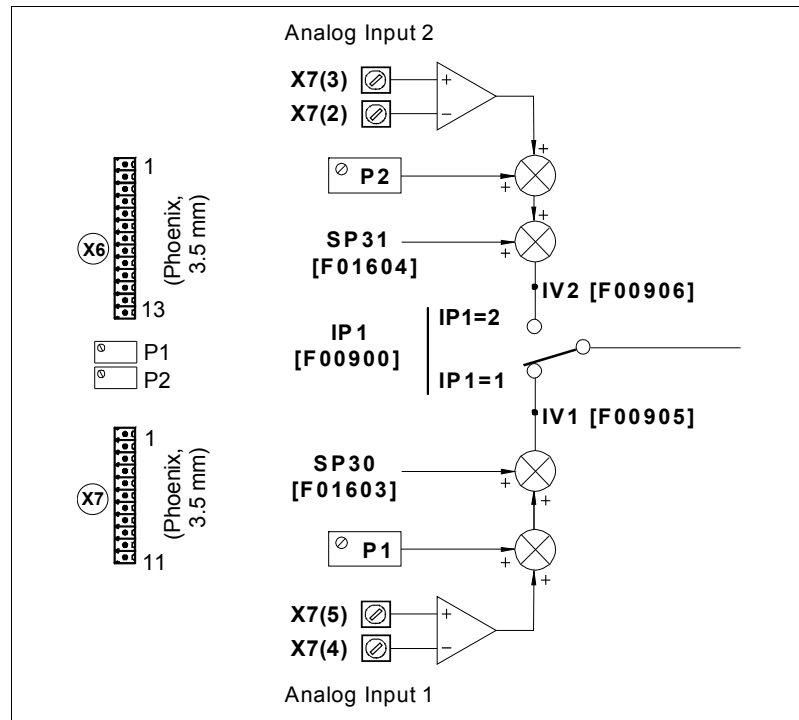 Analog Input 2
X7(3)
+
X7(2)
−
+
P2
+
+
SP31
[F01604]
+
IV2 [F00906]
IP1
[F00900]
IP1=2
IP1=1
IV1 [F00905]
SP30
[F01603]
+
+
P1
+
+
X7(5)
+
X7(4)
−
Analog Input 1
X6
1
13
(Phoenix,
3.5 mm)
P1
P2
X7
1
11
(Phoenix,
3.5 mm)